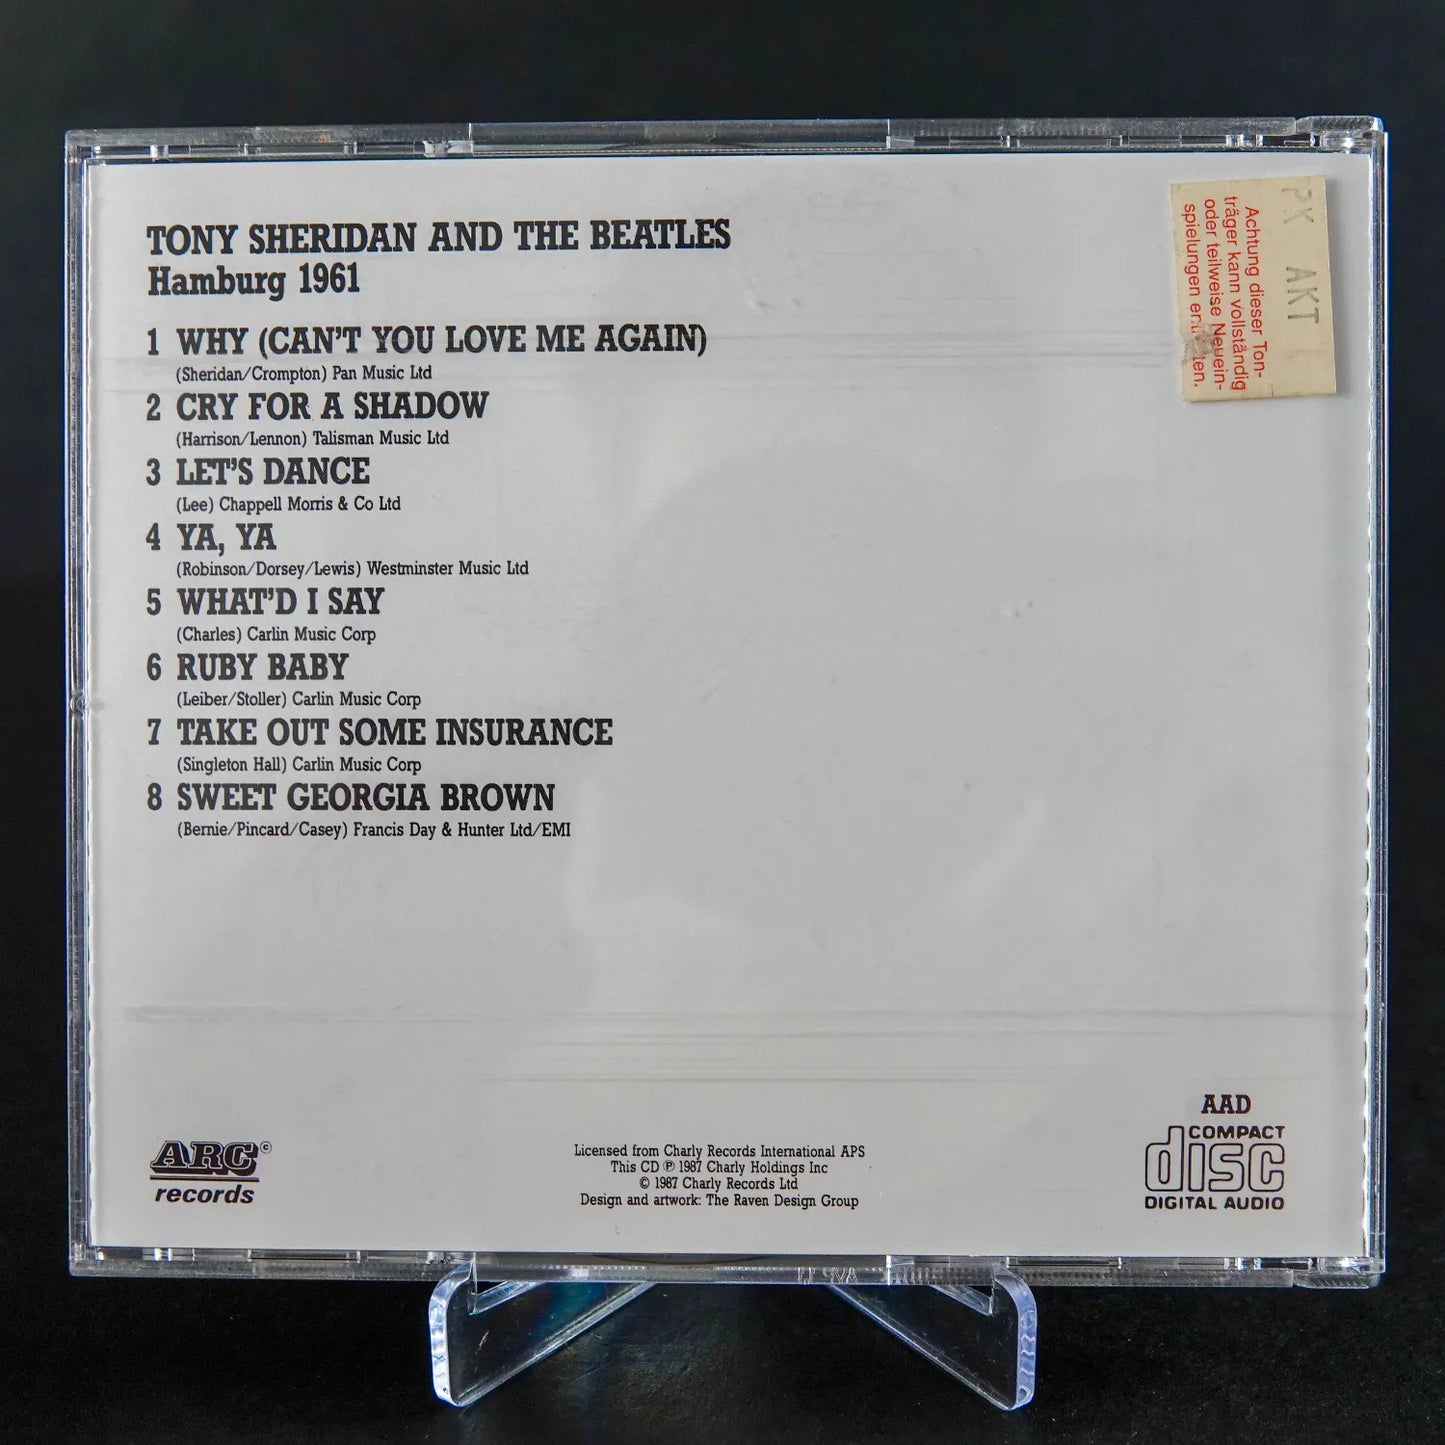 TONY SHERIDAN AND THE BEATLES
Hamburg 1961
1 WHY (CAN'T YOU LOVE ME AGAIN)
(Sheridan/Crompton) Pan Music Ltd
2 CRY FOR A SHADOW
(Harrison/Lennon) Talisman Music Ltd
3 LET'S DANCE
(Lee) Chappell Morris & Co Ltd
4 YA, YA
(Robinson/Dorsey/Lewis) Westminster Music Ltd
5 WHAT'D I SAY
(Charles) Carlin Music Corp
6 RUBY BABY
(Leiber/Stoller) Carlin Music Corp
7 TAKE OUT SOME INSURANCE
(Singleton Hall) Carlin Music Corp
8 SWEET GEORGIA BROWN
(Bernie/Pincard/Casey) Francis Day & Hunter Ltd/EMI
PK AKT
Achtung dieser Ton-
träger kann vollständig
oder teilweise Neuein-
spielungen
ARC©
records
Licensed from Charly Records International APS
This CD ℗ 1987 Charly Holdings Inc
© 1987 Charly Records Ltd
Design and artwork: The Raven Design Group
AAD
COMPACT
disc
DIGITAL AUDIO